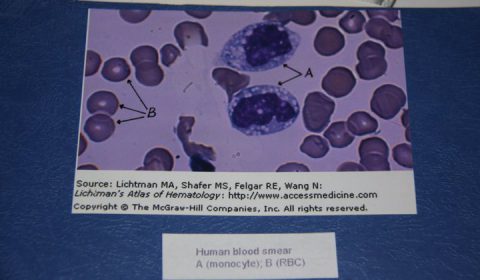 A
B
Source: Lichtman MA, Shafer MS, Felgar RE, Wang N:
Lichtman's Atlas of Hematology: http://www.accessmedicine.com
Copyright © The McGraw-Hill Companies, Inc. All rights reserved.
Human blood smear
A (monocyte); B (RBC)